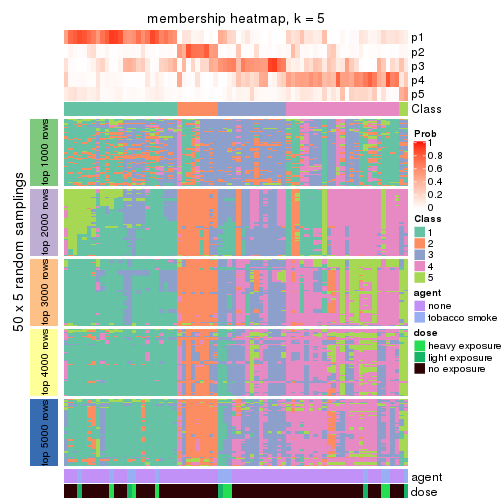 membership heatmap, k = 5
p1
p2
p3
p4
p5
Class
50 x 5 random samplings
top 1000 rows
top 2000 rows
top 3000 rows
top 4000 rows
top 5000 rows
agent
dose
Prob
1
0.8
0.6
0.4
0.2
0
Class
1
2
3
4
5
agent
none
tobacco smoke
dose
heavy exposure
light exposure
no exposure